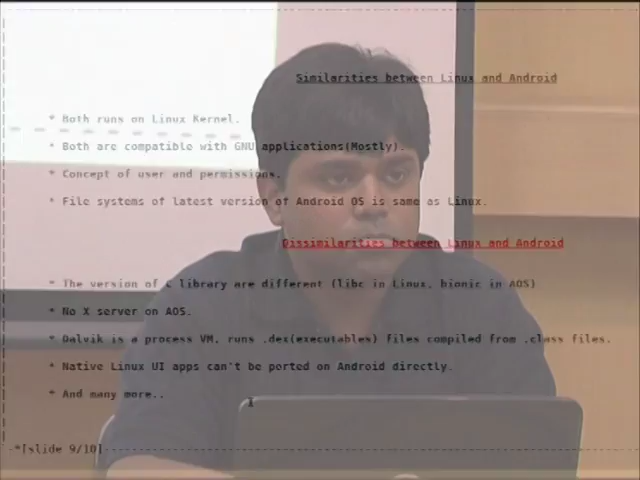 Similarities between Linux and Android
* Both runs on Linux Kernel.
* Both are compatible with GNU applications(Mostly).
* Concept of user and permissions.
* File systems of latest version of Android OS is same as Linux.
Dissimilarities between Linux and Android
* The version of C library are different (libc in Linux, bionic in AOS)
* No X server on AOS.
* Dalvik is a process VM, runs .dex(executables) files compiled from .class files.
* Native Linux UI apps can't be ported on Android directly.
* And many more..
*[slide 9/10]